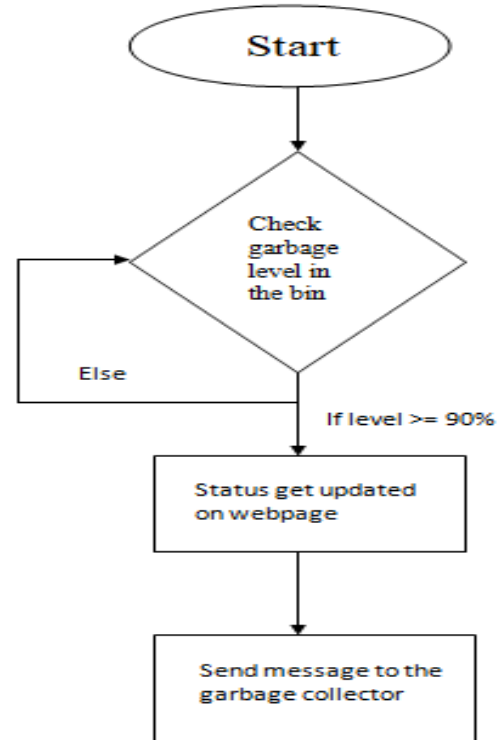 Start
Check
garbage
level in
the bin
Else
If level >= 90%
Status get updated
on webpage
Send message to the
garbage collector